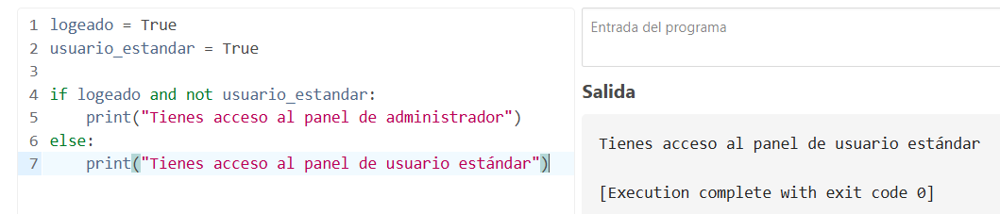 1 logeado = True
2 usuario_estandar = True
3
4 if logeado and not usuario_estandar:
5     print("Tienes acceso al panel de administrador")
6 else:
7     print("Tienes acceso al panel de usuario estándar")
Entrada del programa
Salida
Tienes acceso al panel de usuario estándar
[Execution complete with exit code 0]